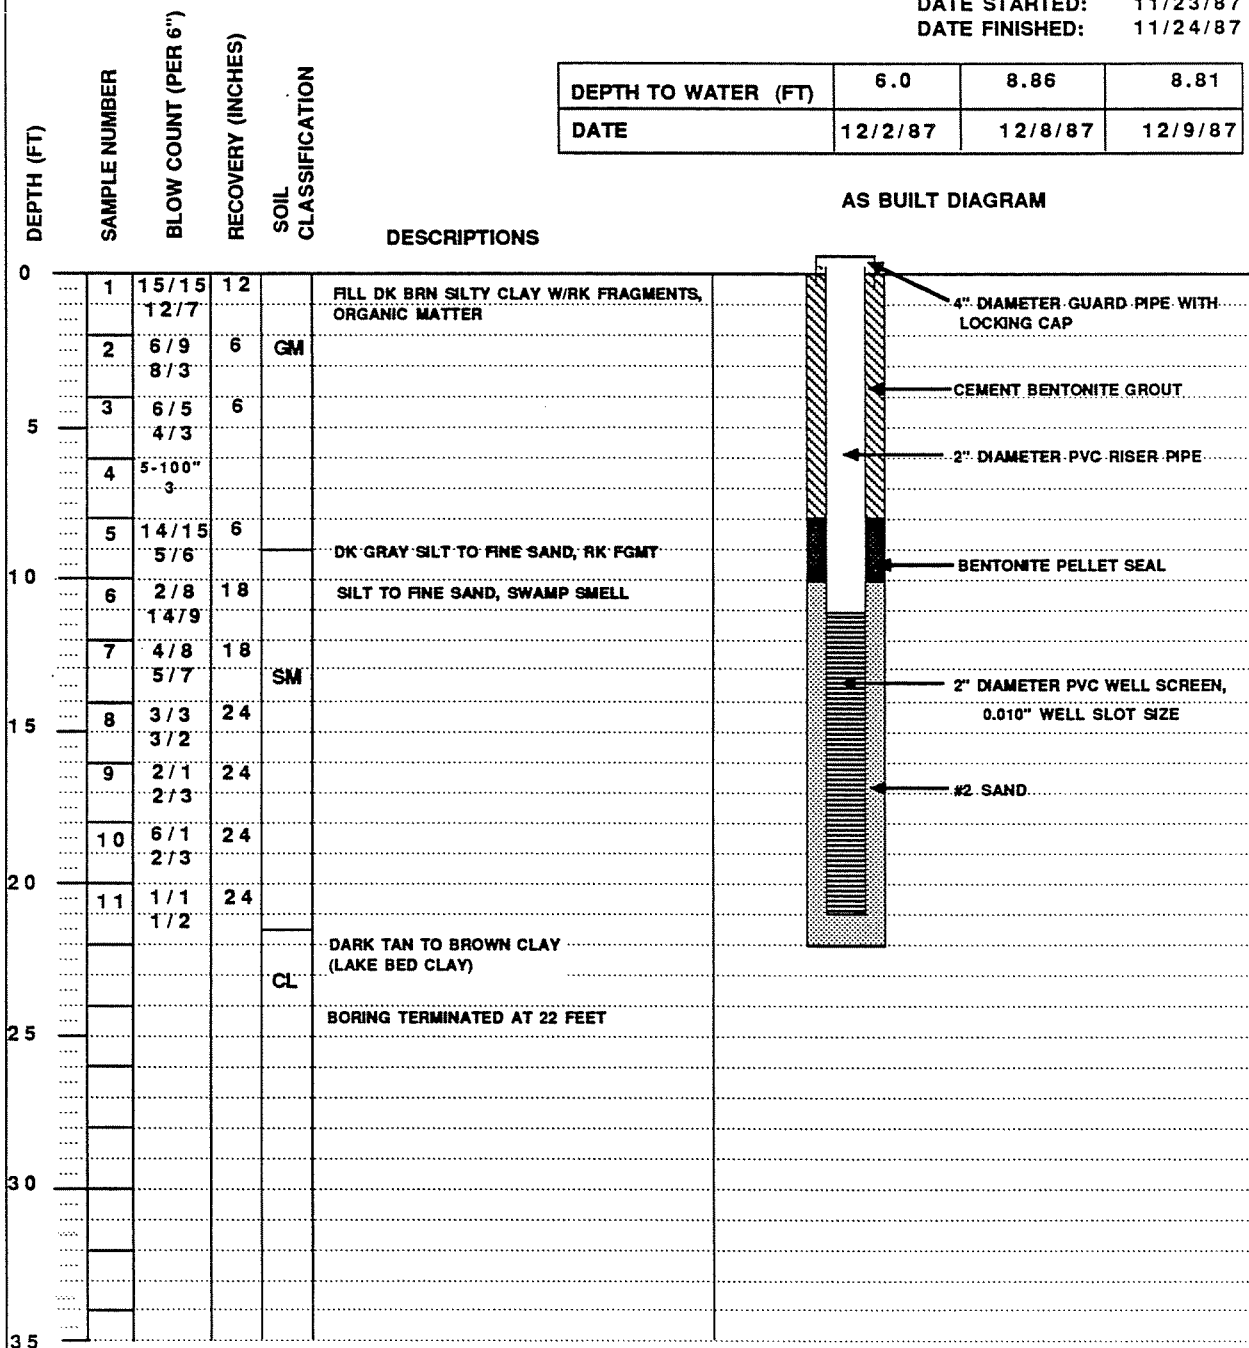 DATE STARTED: 11/23/87
DATE FINISHED: 11/24/87
DEPTH TO WATER (FT) 6.0 8.86 8.81
DATE 12/2/87 12/8/87 12/9/87
DEPTH (FT)
SAMPLE NUMBER
BLOW COUNT (PER 6")
RECOVERY (INCHES)
SOIL
CLASSIFICATION
DESCRIPTIONS
AS BUILT DIAGRAM
0
1 15/15 12 FILL DK BRN SILTY CLAY W/RK FRAGMENTS,
12/7 ORGANIC MATTER
4" DIAMETER GUARD PIPE WITH
LOCKING CAP
2 6/9 6 GM
8/3
CEMENT BENTONITE GROUT
3 6/5 6
5 4/3
2" DIAMETER PVC RISER PIPE
4 5-100"
3
5 14/15 6
5/6 DK GRAY SILT TO FINE SAND, RK FGMT
BENTONITE PELLET SEAL
10
6 2/8 18 SILT TO FINE SAND, SWAMP SMELL
14/9
7 4/8 18
5/7 SM
2" DIAMETER PVC WELL SCREEN,
0.010" WELL SLOT SIZE
8 3/3 24
15 3/2
9 2/1 24
2/3
#2 SAND
10 6/1 24
2/3
20
11 1/1 24
1/2
DARK TAN TO BROWN CLAY
(LAKE BED CLAY)
CL
BORING TERMINATED AT 22 FEET
25
30
35